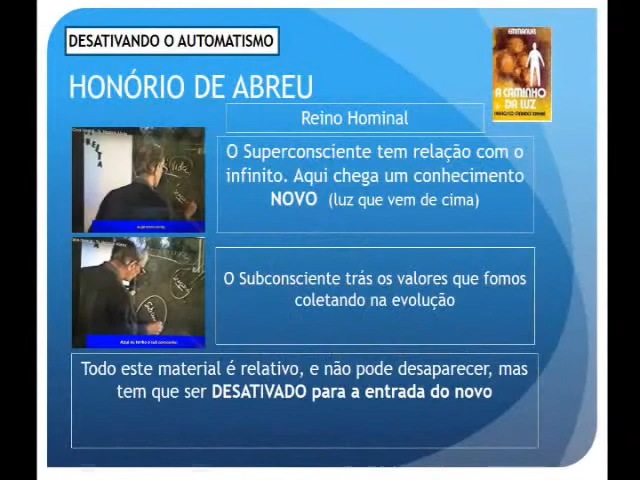 DESATIVANDO O AUTOMATISMO
HONÓRIO DE ABREU
EMMANUEL
A CAMINHO
DA LUZ
Reino Hominal
O Superconsciente tem relação com o
infinito. Aqui chega um conhecimento
NOVO (luz que vem de cima)
O Subconsciente trás os valores que fomos
coletando na evolução
Todo este material é relativo, e não pode desaparecer, mas
tem que ser DESATIVADO para a entrada do novo